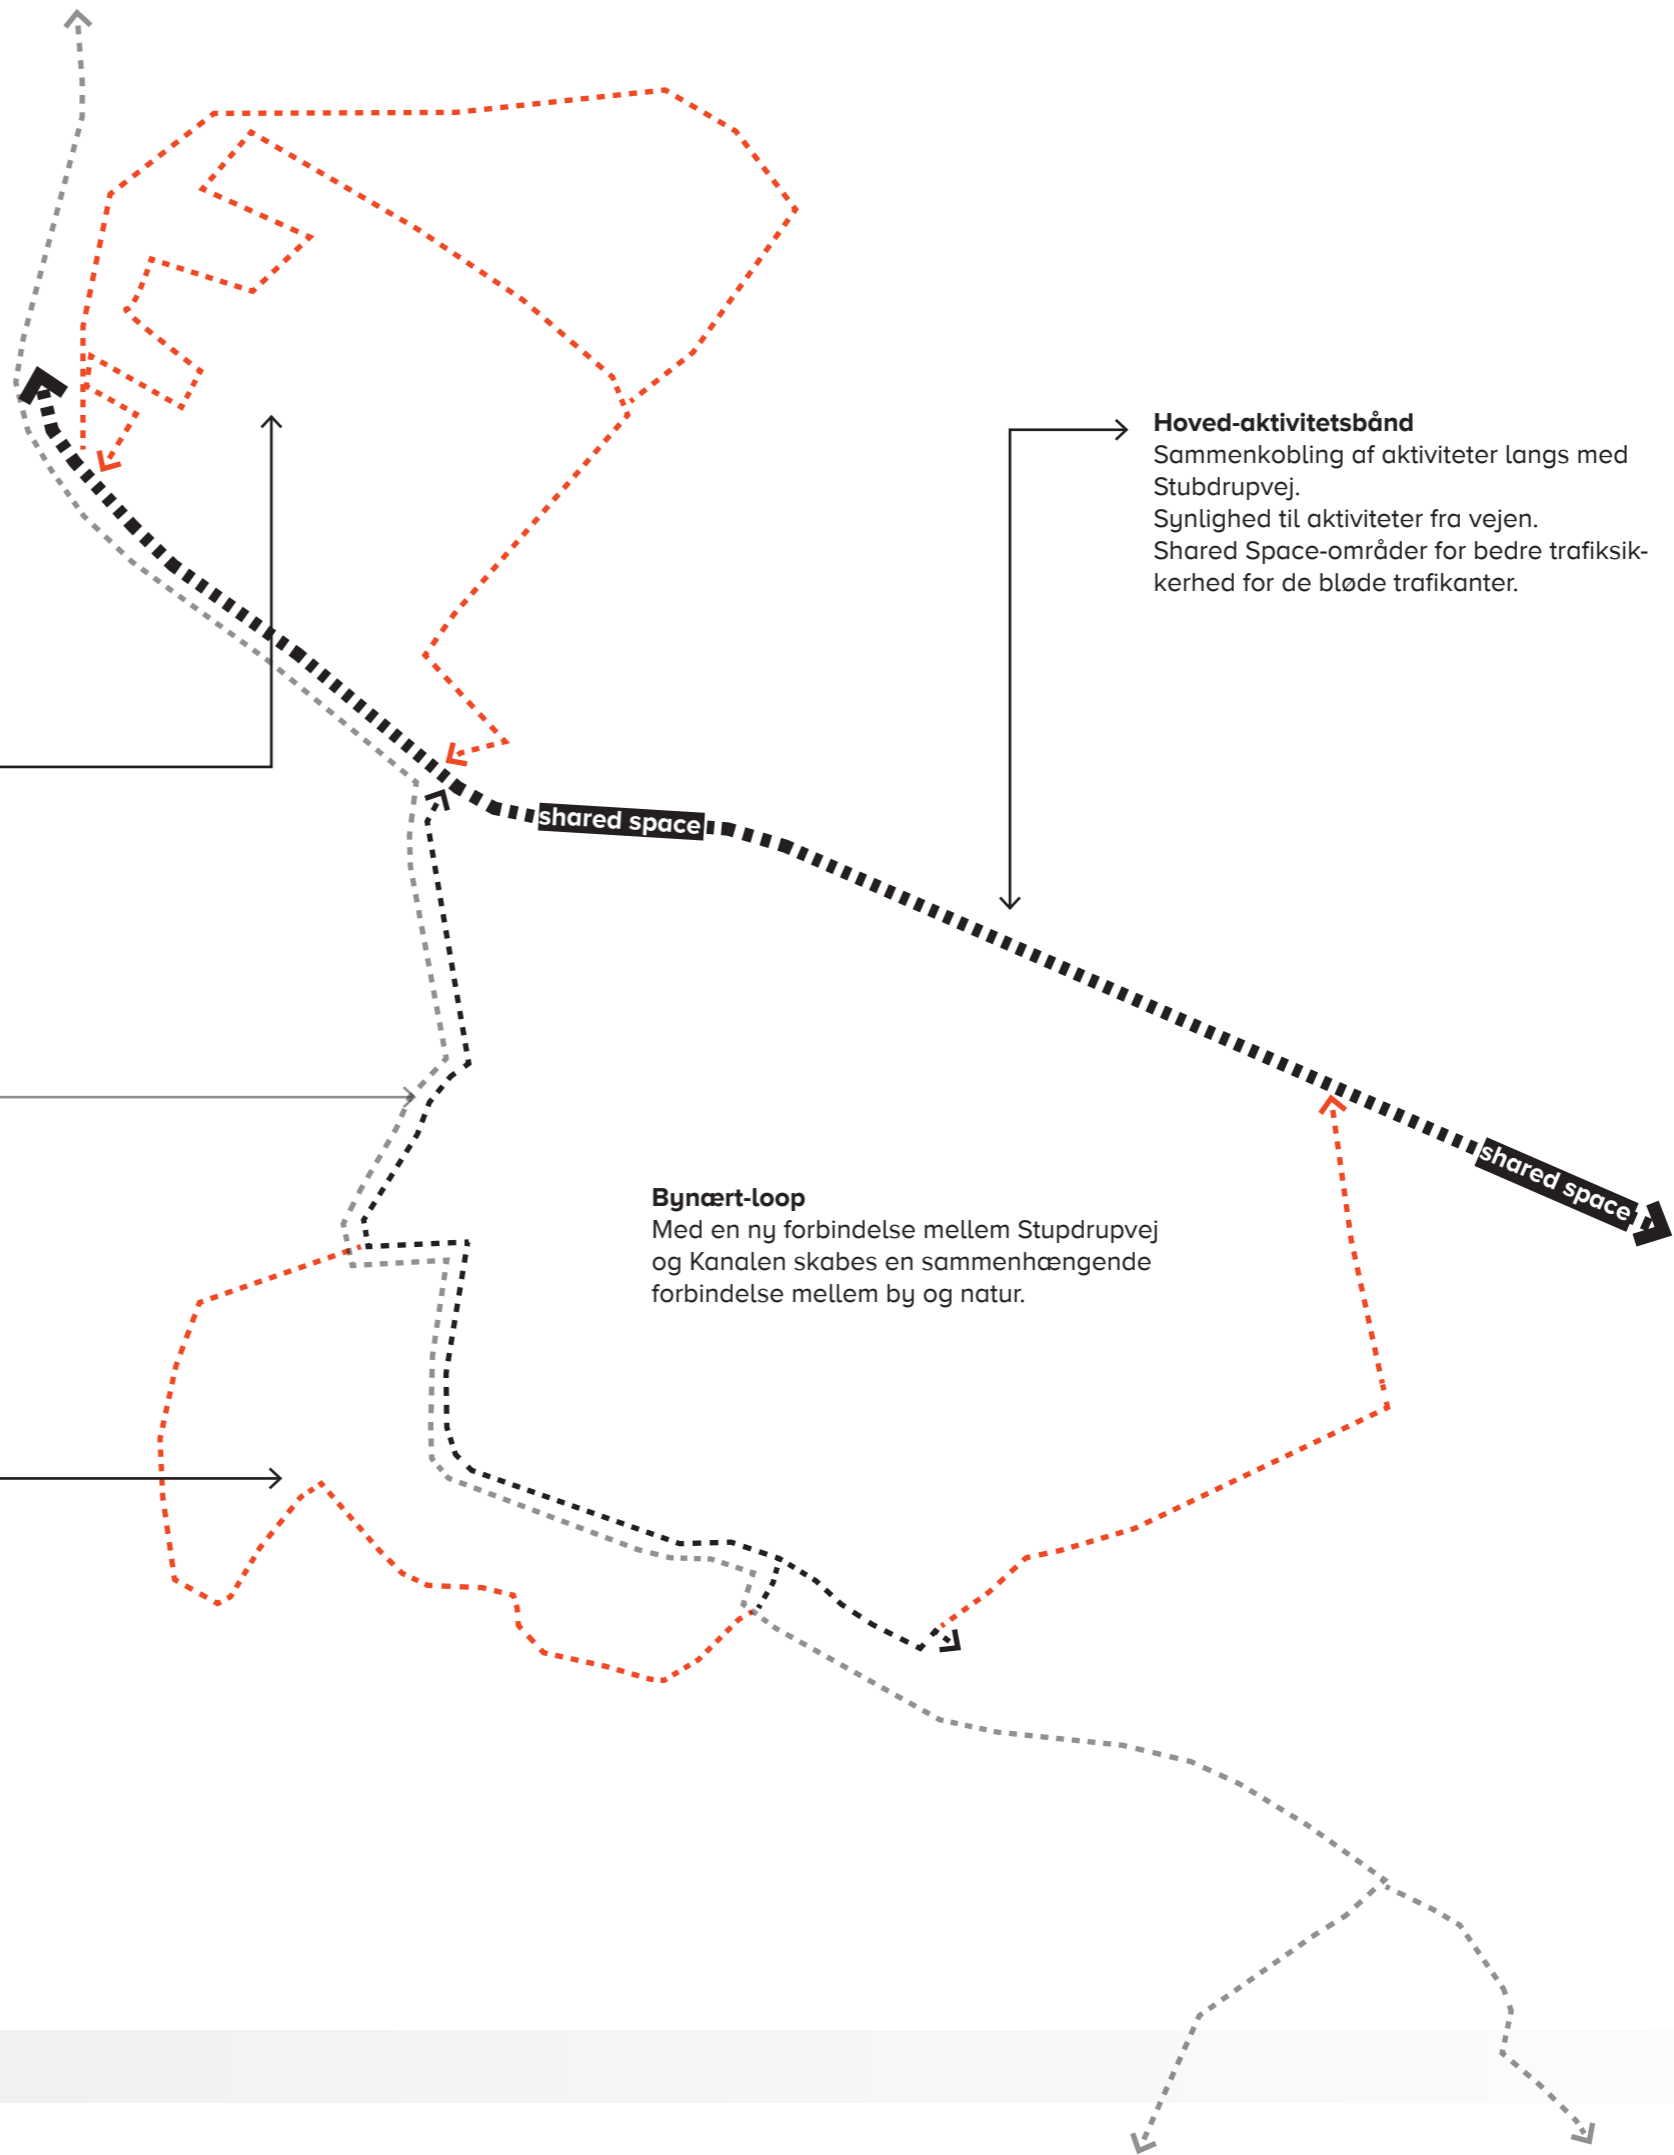 Hoved-aktivitetsbånd
Sammenkobling af aktiviteter langs med
Stubdrupvej.
Synlighed til aktiviteter fra vejen.
Shared Space-områder for bedre trafiksik-
kerhed for de bløde trafikanter.
shared space
shared space
Bynært-loop
Med en ny forbindelse mellem Stupdrupvej
og Kanalen skabes en sammenhængende
forbindelse mellem by og natur.